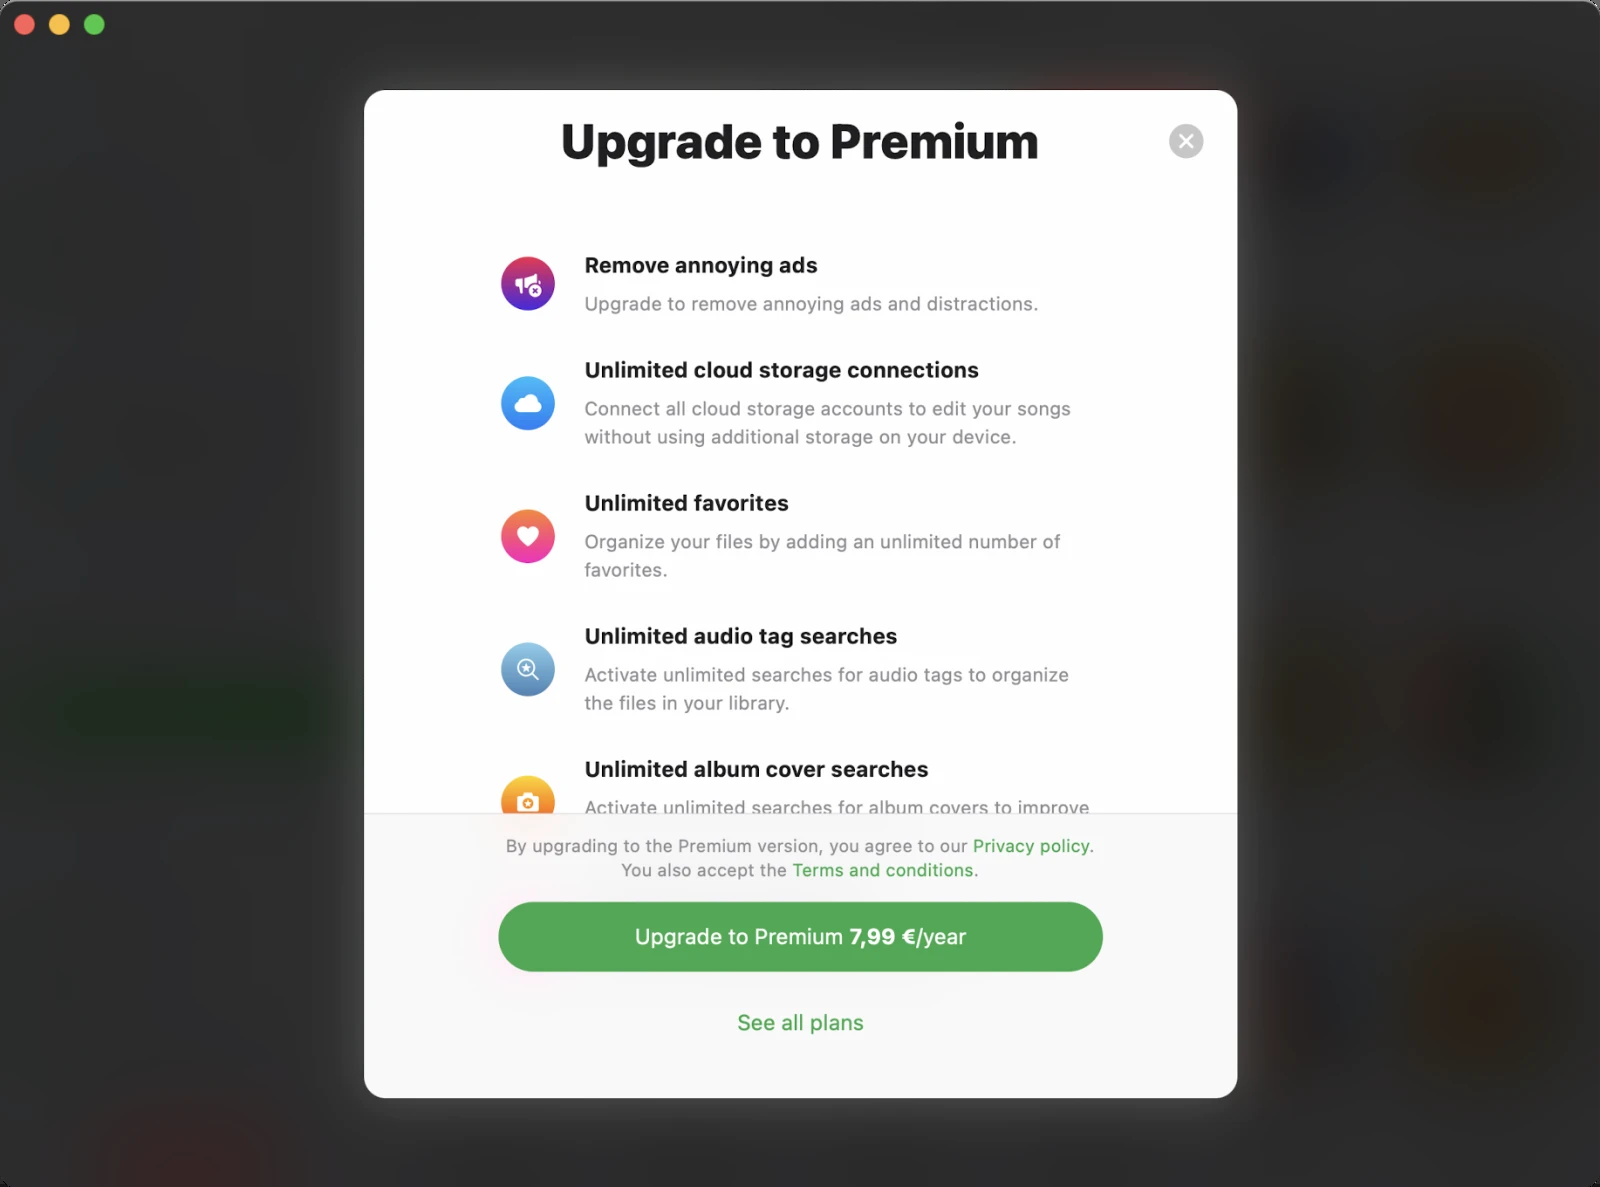 Upgrade to Premium
Remove annoying ads
Upgrade to remove annoying ads and distractions.
Unlimited cloud storage connections
Connect all cloud storage accounts to edit your songs
without using additional storage on your device.
Unlimited favorites
Organize your files by adding an unlimited number of
favorites.
Unlimited audio tag searches
Activate unlimited searches for audio tags to organize
the files in your library.
Unlimited album cover searches
Activate unlimited searches for album covers to improve
By upgrading to the Premium version, you agree to our Privacy policy.
You also accept the Terms and conditions.
Upgrade to Premium 7,99 €/year
See all plans